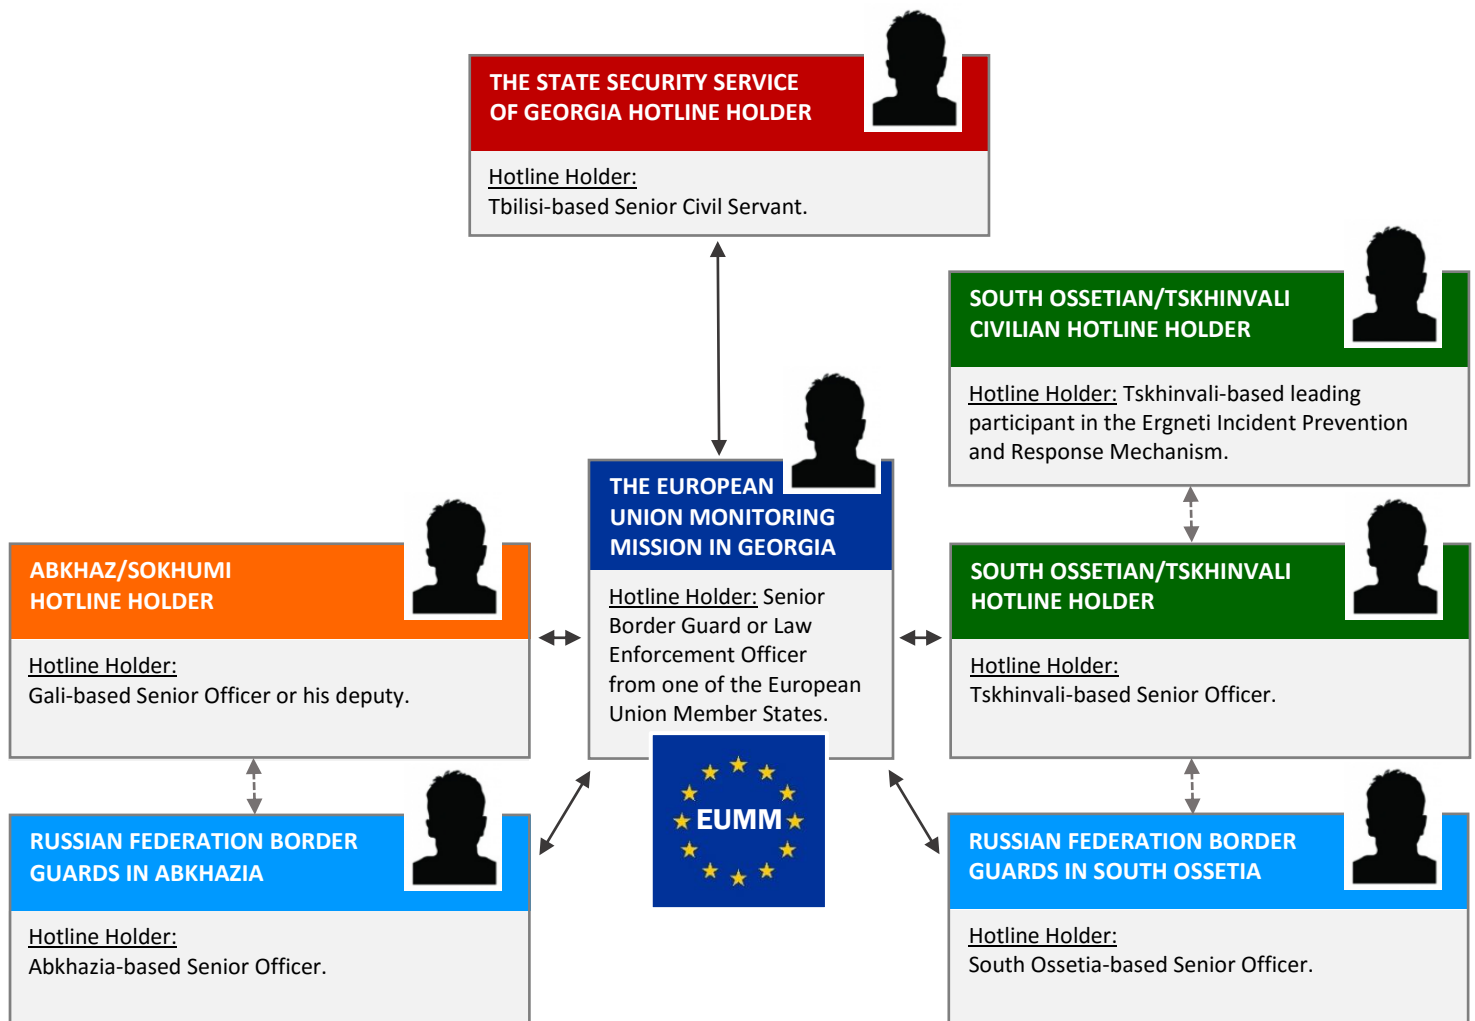 THE STATE SECURITY SERVICE
OF GEORGIA HOTLINE HOLDER
Hotline Holder:
Tbilisi-based Senior Civil Servant.
SOUTH OSSETIAN/TSKHINVALI
CIVILIAN HOTLINE HOLDER
Hotline Holder: Tskhinvali-based leading
participant in the Ergneti Incident Prevention
and Response Mechanism.
THE EUROPEAN
UNION MONITORING
MISSION IN GEORGIA
Hotline Holder: Senior
Border Guard or Law
Enforcement Officer
from one of the European
Union Member States.
EUMM
ABKHAZ/SOKHUMI
HOTLINE HOLDER
Hotline Holder:
Gali-based Senior Officer or his deputy.
SOUTH OSSETIAN/TSKHINVALI
HOTLINE HOLDER
Hotline Holder:
Tskhinvali-based Senior Officer.
RUSSIAN FEDERATION BORDER
GUARDS IN ABKHAZIA
Hotline Holder:
Abkhazia-based Senior Officer.
RUSSIAN FEDERATION BORDER
GUARDS IN SOUTH OSSETIA
Hotline Holder:
South Ossetia-based Senior Officer.